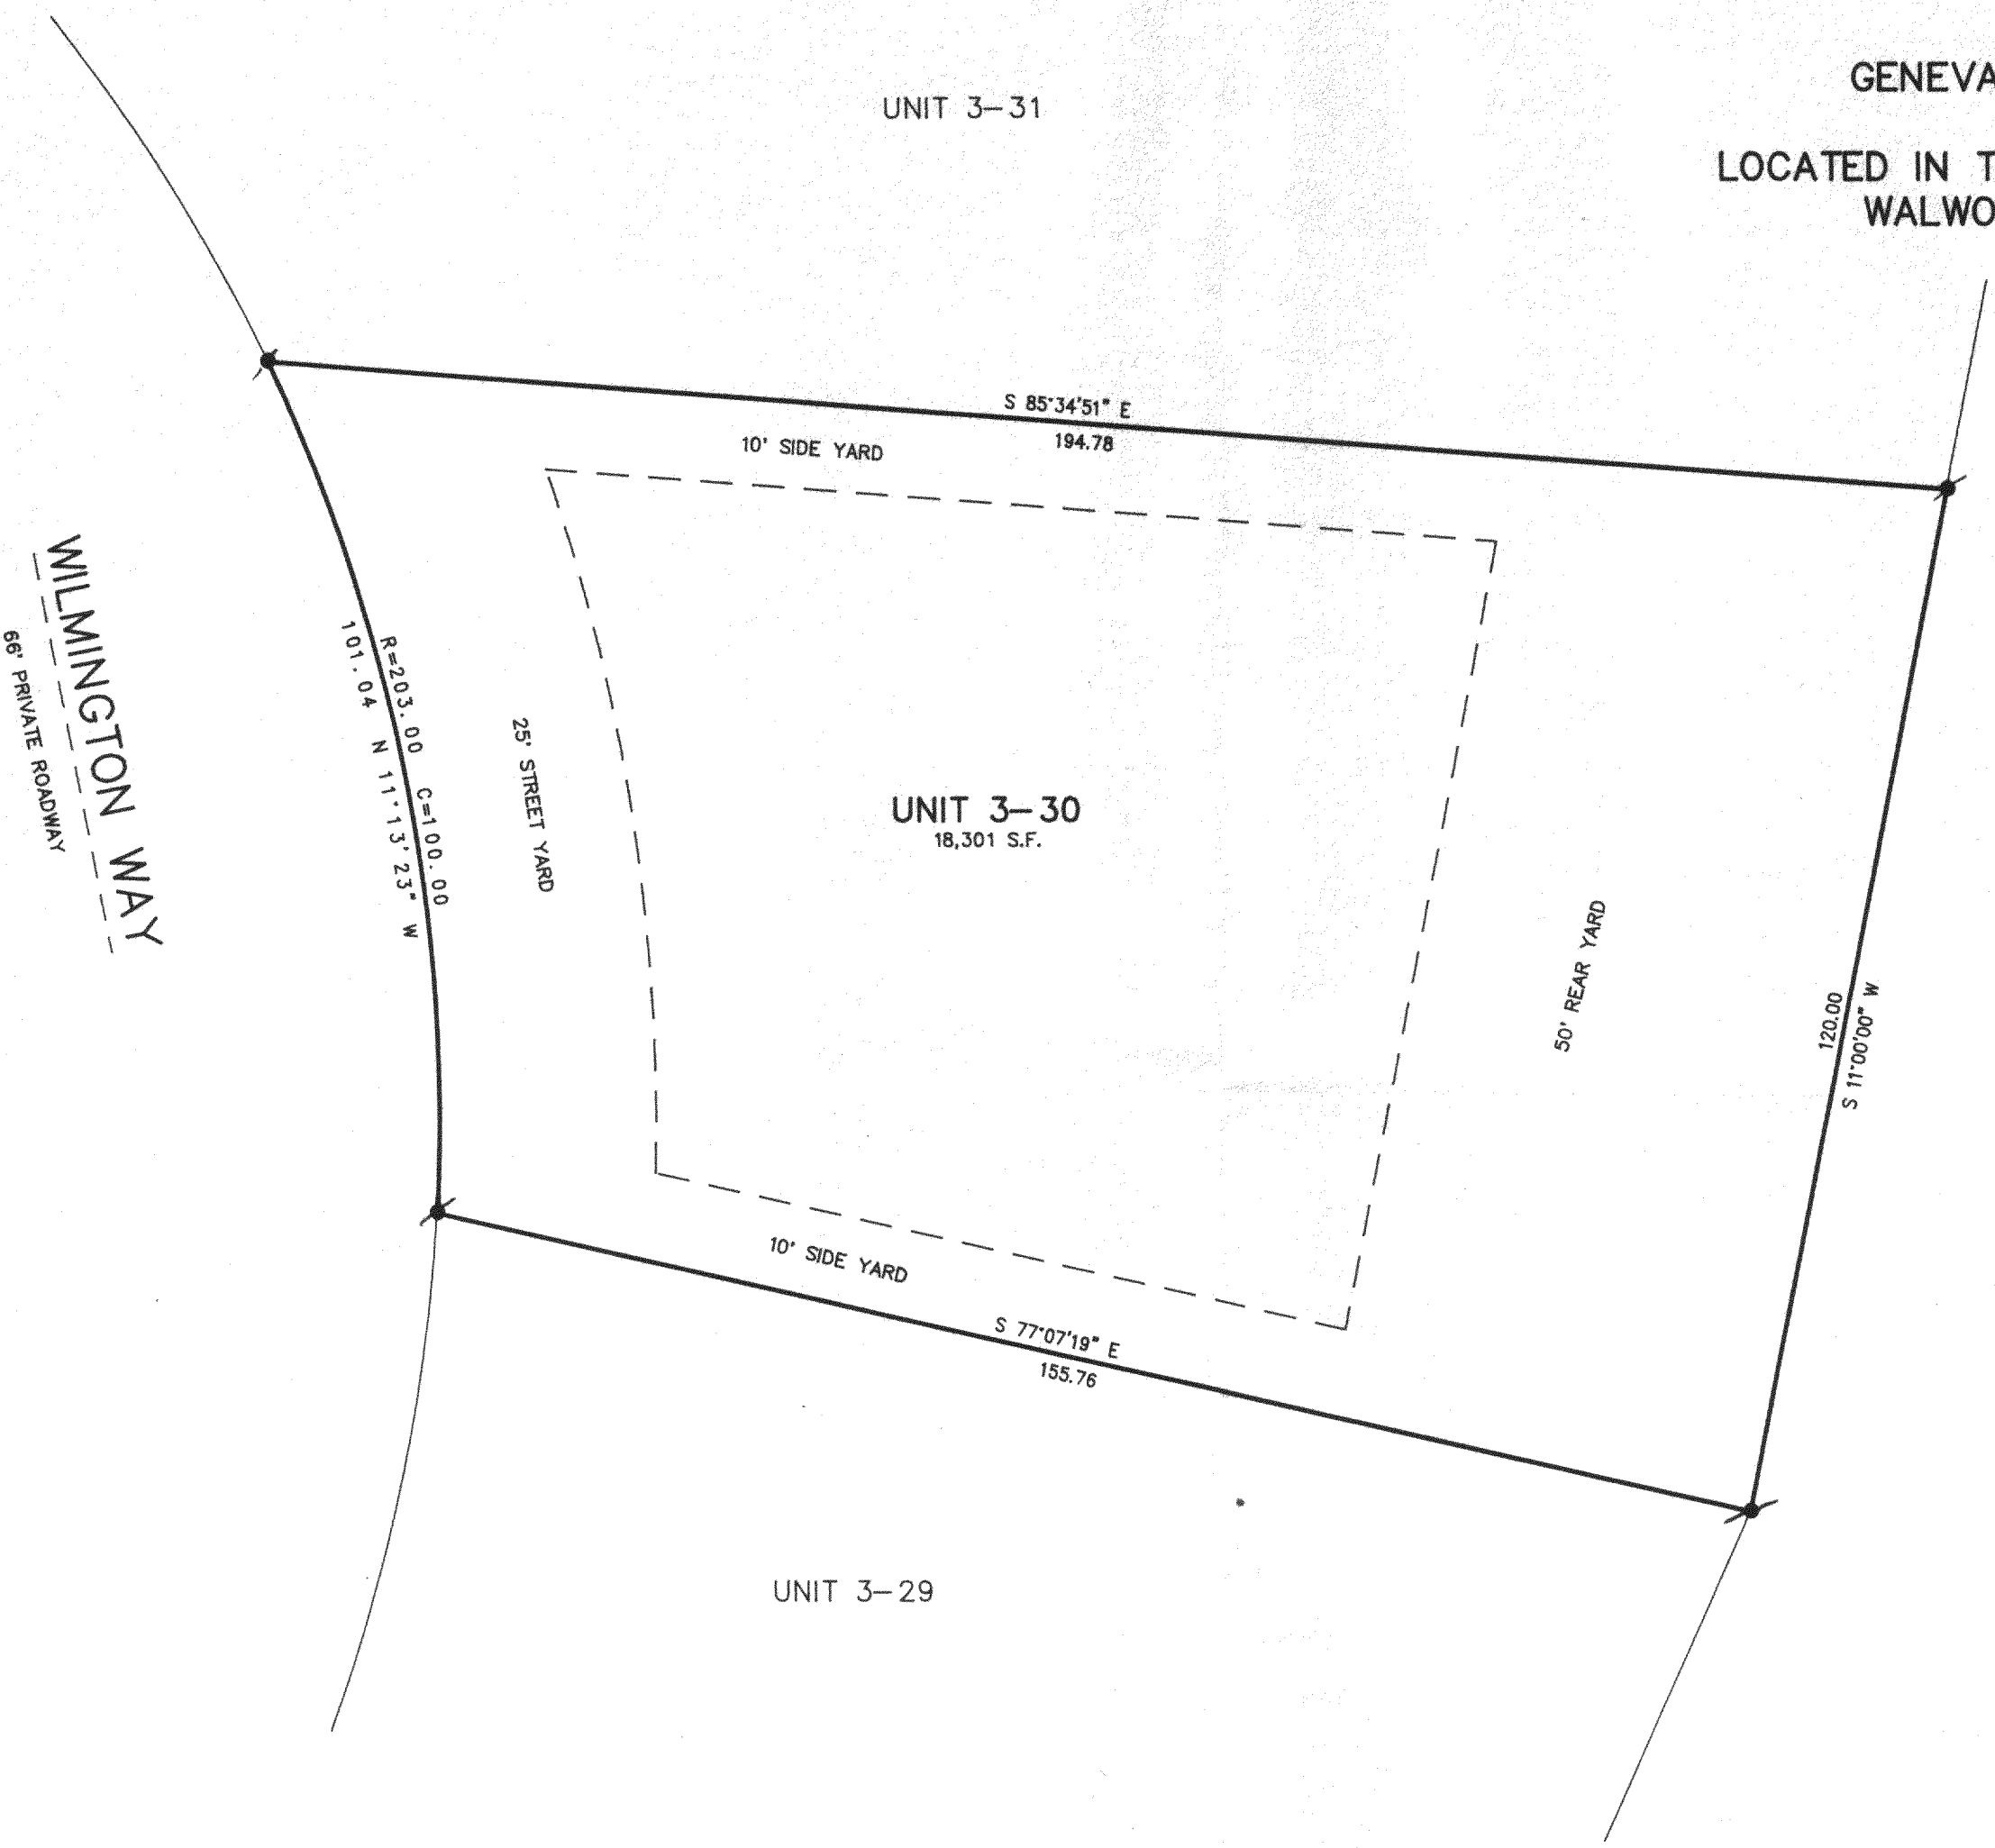 GENEVA
LOCATED IN T
WALWO
UNIT 3-31
S 85°34'51" E
194.78
10' SIDE YARD
WILMINGTON WAY
66' PRIVATE ROADWAY
R=203.00 C=100.00
101.04 N 11°13'23" W
25' STREET YARD
UNIT 3-30
18,301 S.F.
50' REAR YARD
120.00
S 11°00'00" W
10' SIDE YARD
S 77°07'19" E
155.76
UNIT 3-29